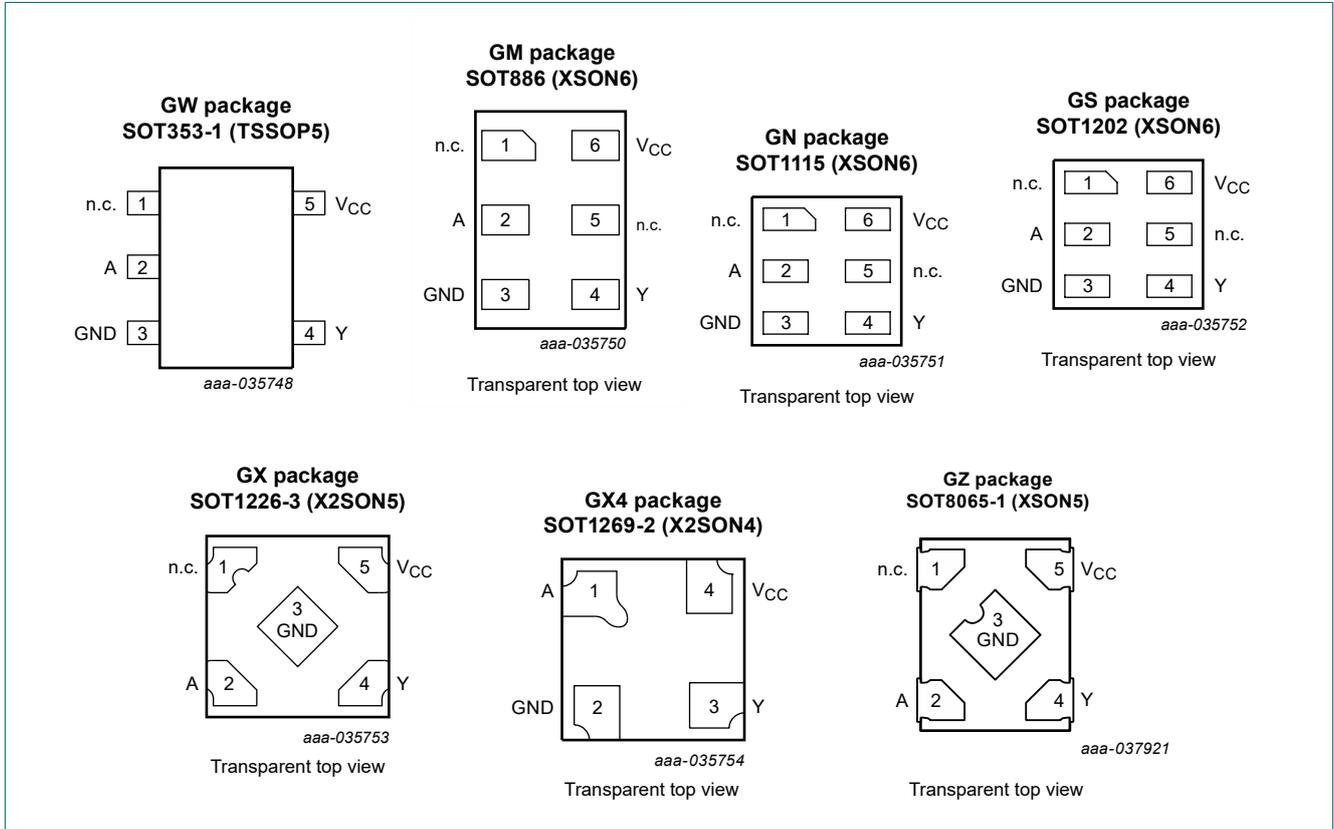 GW package
SOT353-1 (TSSOP5)
n.c. 1 5 VCC
A 2
GND 3 4 Y
aaa-035748
GM package
SOT886 (XSON6)
n.c. 1 6 VCC
A 2 5 n.c.
GND 3 4 Y
aaa-035750
Transparent top view
GN package
SOT1115 (XSON6)
n.c. 1 6 VCC
A 2 5 n.c.
GND 3 4 Y
aaa-035751
Transparent top view
GS package
SOT1202 (XSON6)
n.c. 1 6 VCC
A 2 5 n.c.
GND 3 4 Y
aaa-035752
Transparent top view
GX package
SOT1226-3 (X2SON5)
n.c. 1 5 VCC
3
GND
A 2 4 Y
aaa-035753
Transparent top view
GX4 package
SOT1269-2 (X2SON4)
A 1 4 VCC
GND 2 3 Y
aaa-035754
Transparent top view
GZ package
SOT8065-1 (XSON5)
n.c. 1 5 VCC
3
GND
A 2 4 Y
aaa-037921
Transparent top view